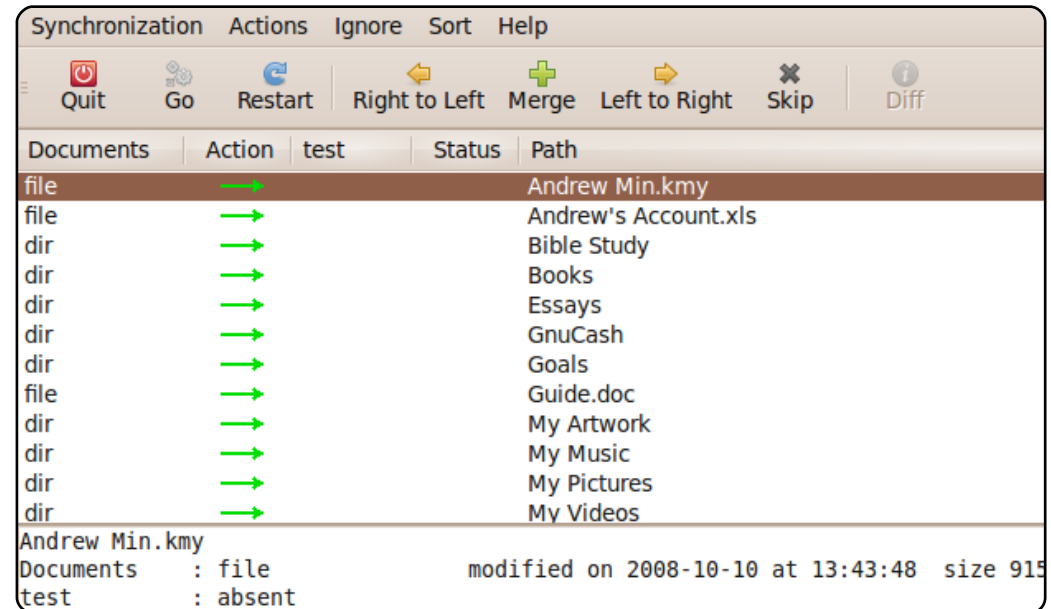 Synchronization Actions Ignore Sort Help
Quit Go Restart Right to Left Merge Left to Right Skip Diff
Documents Action test Status Path
file Andrew Min.kmy
file Andrew's Account.xls
dir Bible Study
dir Books
dir Essays
dir GnuCash
dir Goals
file Guide.doc
dir My Artwork
dir My Music
dir My Pictures
dir My Videos
Andrew Min.kmy
Documents : file modified on 2008-10-10 at 13:43:48 size 915
test : absent